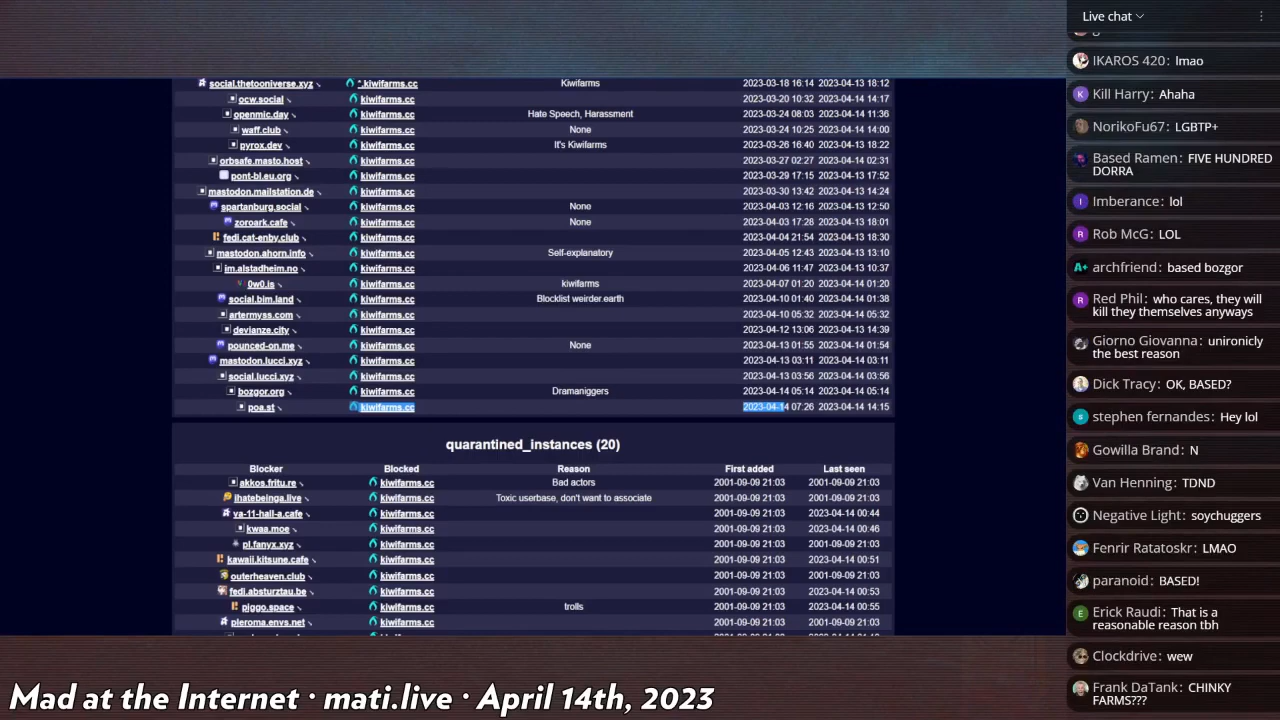 social.thetooniverse.xyz *.kiwifarms.cc Kiwifarms 2023-03-18 16:14 2023-04-13 18:12
ocw.social kiwifarms.cc 2023-03-20 10:32 2023-04-14 14:17
openmic.day kiwifarms.cc Hate Speech, Harassment 2023-03-24 08:03 2023-04-14 11:36
waff.club kiwifarms.cc None 2023-03-24 10:25 2023-04-14 14:00
pyrox.dev kiwifarms.cc It's Kiwifarms 2023-03-26 16:40 2023-04-13 18:22
orbsafe.masto.host kiwifarms.cc 2023-03-27 02:27 2023-04-14 02:31
pont-bl.eu.org kiwifarms.cc 2023-03-29 17:15 2023-04-13 17:52
mastodon.mailstation.de kiwifarms.cc 2023-03-30 13:42 2023-04-14 14:24
spartanburg.social kiwifarms.cc None 2023-04-03 12:16 2023-04-14 12:50
zoroark.cafe kiwifarms.cc None 2023-04-03 17:28 2023-04-13 18:01
fedi.cat-enby.club kiwifarms.cc 2023-04-04 21:54 2023-04-13 18:30
mastodon.ahorn.info kiwifarms.cc Self-explanatory 2023-04-05 12:43 2023-04-14 13:10
im.alstadheim.no kiwifarms.cc 2023-04-06 11:47 2023-04-13 10:37
0w0.is kiwifarms.cc kiwifarms 2023-04-07 01:20 2023-04-14 01:20
social.bim.land kiwifarms.cc Blocklist weirder.earth 2023-04-10 01:40 2023-04-14 01:38
artermyss.com kiwifarms.cc 2023-04-10 05:32 2023-04-14 05:32
devianze.city kiwifarms.cc 2023-04-12 13:06 2023-04-13 14:39
pounced-on.me kiwifarms.cc None 2023-04-13 01:55 2023-04-14 01:54
mastodon.lucci.xyz kiwifarms.cc 2023-04-13 03:11 2023-04-14 03:11
social.lucci.xyz kiwifarms.cc 2023-04-13 03:56 2023-04-14 03:56
bozgor.org kiwifarms.cc Dramaniggers 2023-04-14 05:14 2023-04-14 05:14
poa.st kiwifarms.cc 2023-04-14 07:26 2023-04-14 14:15
quarantined_instances (20)
Blocker Blocked Reason First added Last seen
akkos.fritu.re kiwifarms.cc Bad actors 2001-09-09 21:03 2001-09-09 21:03
ihatebeinga.live kiwifarms.cc Toxic userbase, don't want to associate 2001-09-09 21:03 2001-09-09 21:03
va-11-hall-a.cafe kiwifarms.cc 2001-09-09 21:03 2023-04-14 00:44
kwaa.moe kiwifarms.cc 2001-09-09 21:03 2023-04-14 00:46
pl.fanyx.xyz kiwifarms.cc 2001-09-09 21:03 2001-09-09 21:03
kawaii.kitsune.cafe kiwifarms.cc 2001-09-09 21:03 2023-04-14 00:51
outerheaven.club kiwifarms.cc 2001-09-09 21:03 2001-09-09 21:03
fedi.absturztau.be kiwifarms.cc 2001-09-09 21:03 2023-04-14 00:53
piggo.space kiwifarms.cc trolls 2001-09-09 21:03 2023-04-14 00:55
pleroma.envs.net kiwifarms.cc 2001-09-09 21:03 2001-09-09 21:03
Live chat
IKAROS 420: lmao
Kill Harry: Ahaha
NorikoFu67: LGBTP+
Based Ramen: FIVE HUNDRED
DORRA
Imberance: lol
Rob McG: LOL
archfriend: based bozgor
Red Phil: who cares, they will
kill they themselves anyways
Giorno Giovanna: unironicly
the best reason
Dick Tracy: OK, BASED?
stephen fernandes: Hey lol
Gowilla Brand: N
Van Henning: TDND
Negative Light: soychuggers
Fenrir Ratatoskr: LMAO
paranoid: BASED!
Erick Raudi: That is a
reasonable reason tbh
Clockdrive: wew
Frank DaTank: CHINKY
FARMS???
Mad at the Internet · mati.live · April 14th, 2023